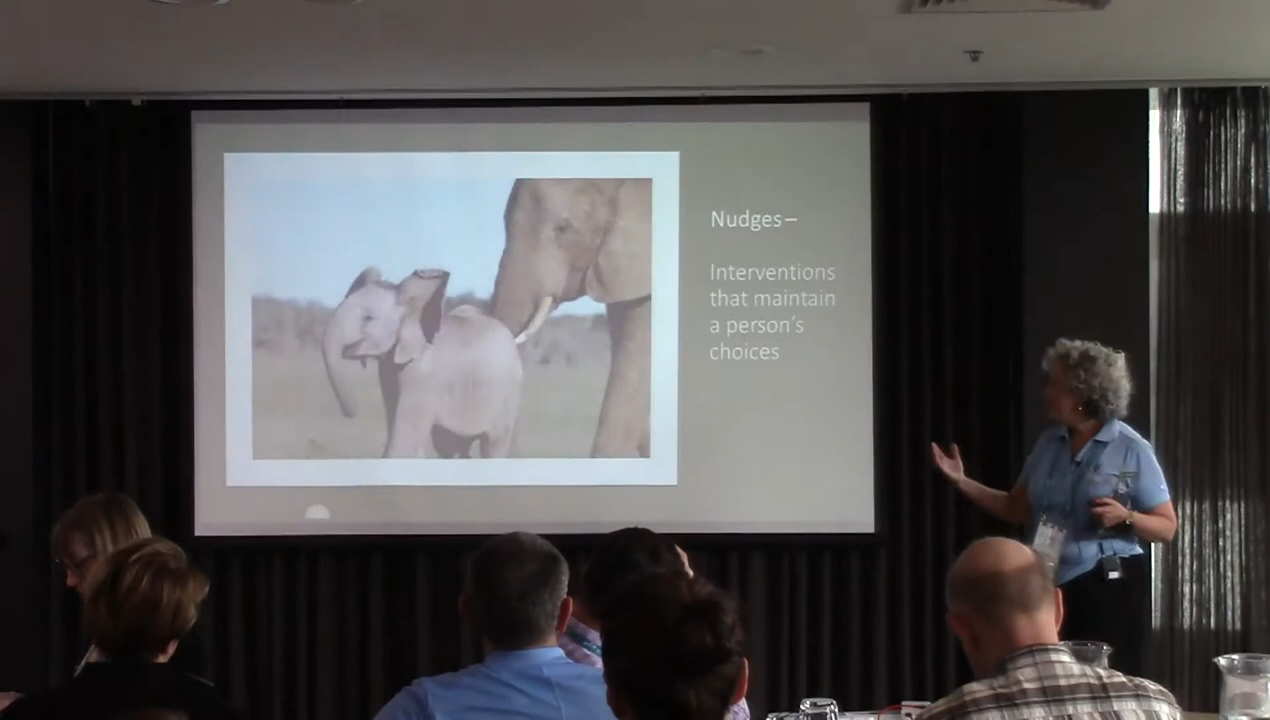 Nudges–
Interventions
that maintain
a person's
choices